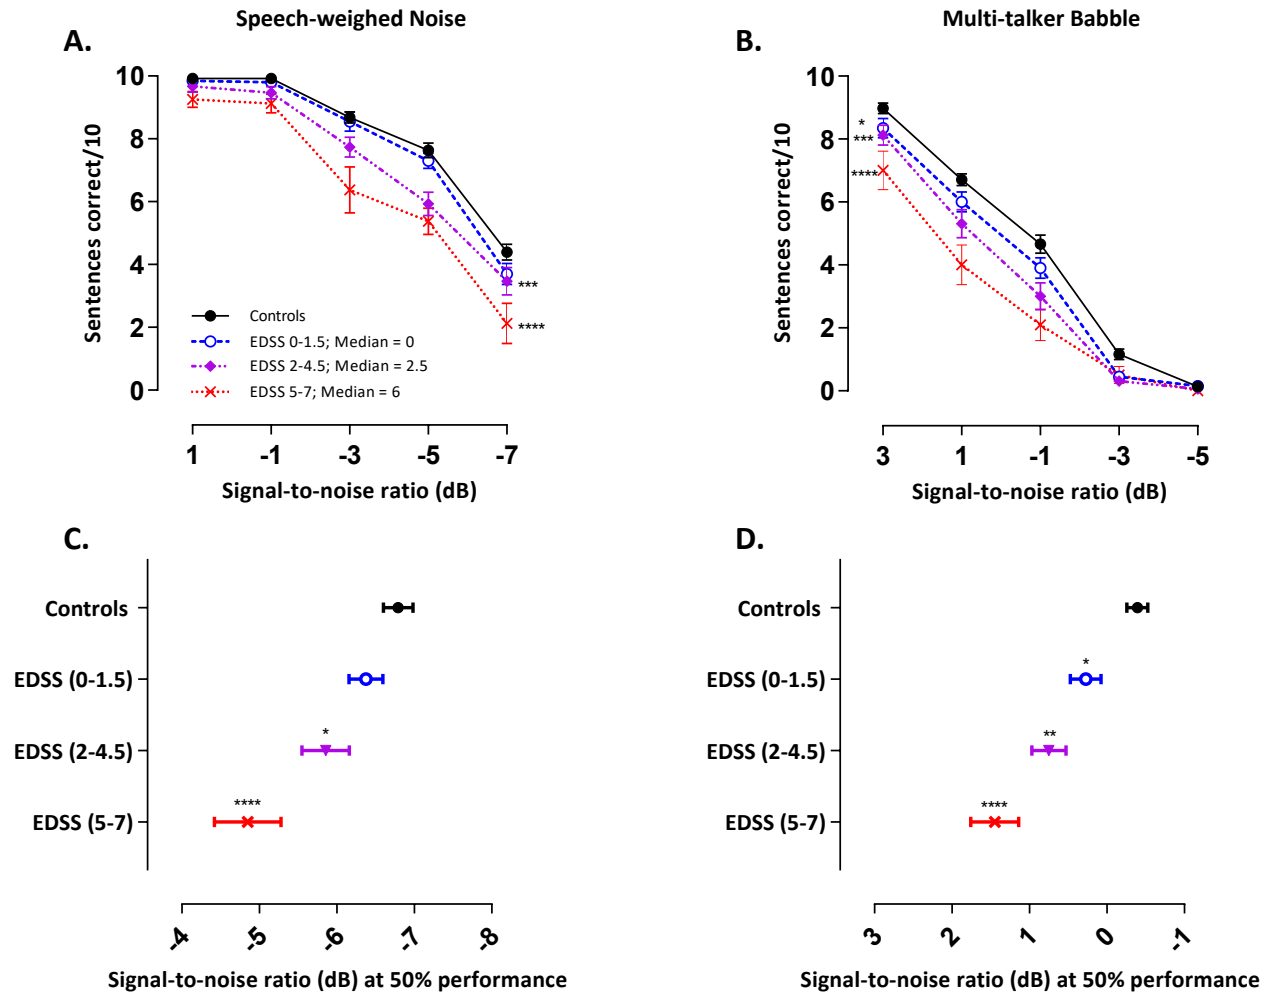 Speech-weighed Noise
A.
Sentences correct/10
10
8
6
4
2
0
***
****
Controls
EDSS 0-1.5; Median = 0
EDSS 2-4.5; Median = 2.5
EDSS 5-7; Median = 6
1 -1 -3 -5 -7
Signal-to-noise ratio (dB)
Multi-talker Babble
B.
Sentences correct/10
10
8
6
4
2
0
*
***
****
3 1 -1 -3 -5
Signal-to-noise ratio (dB)
C.
Controls
EDSS (0-1.5)
*
EDSS (2-4.5)
****
EDSS (5-7)
-4 -5 -6 -7 -8
Signal-to-noise ratio (dB) at 50% performance
D.
Controls
*
EDSS (0-1.5)
**
EDSS (2-4.5)
****
EDSS (5-7)
3 2 1 0 -1
Signal-to-noise ratio (dB) at 50% performance